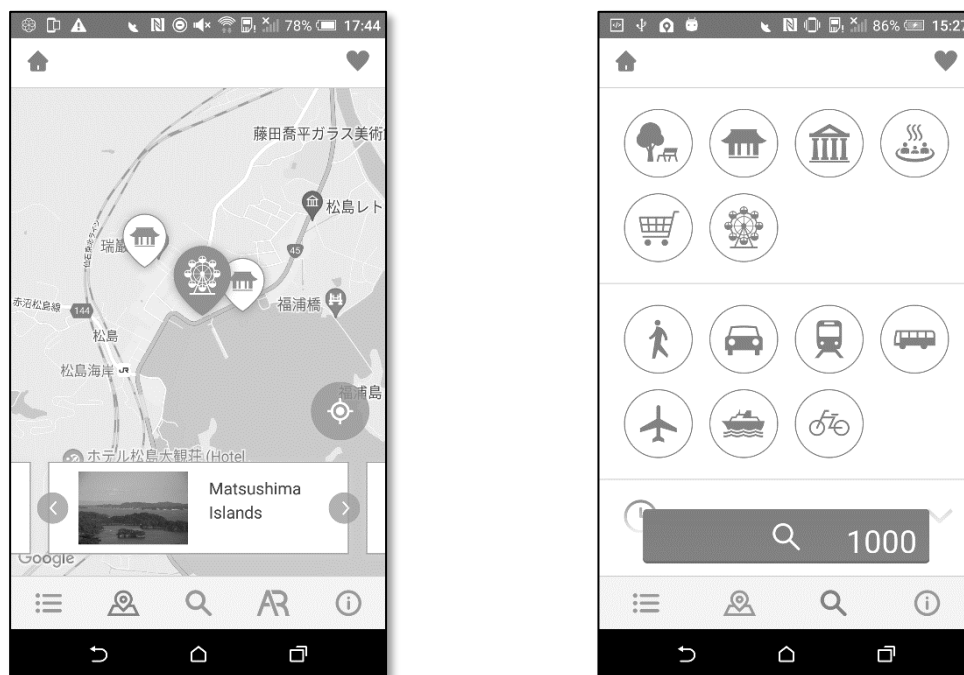 78% 17:44
藤田喬平ガラス美術
松島レト
瑞巌
45
赤沼松島線
144
福浦橋
松島
松島海岸 JR
福浦島
ホテル松島大観荘 (Hotel
Matsushima
Islands
Google
AR
86% 15:27
1000